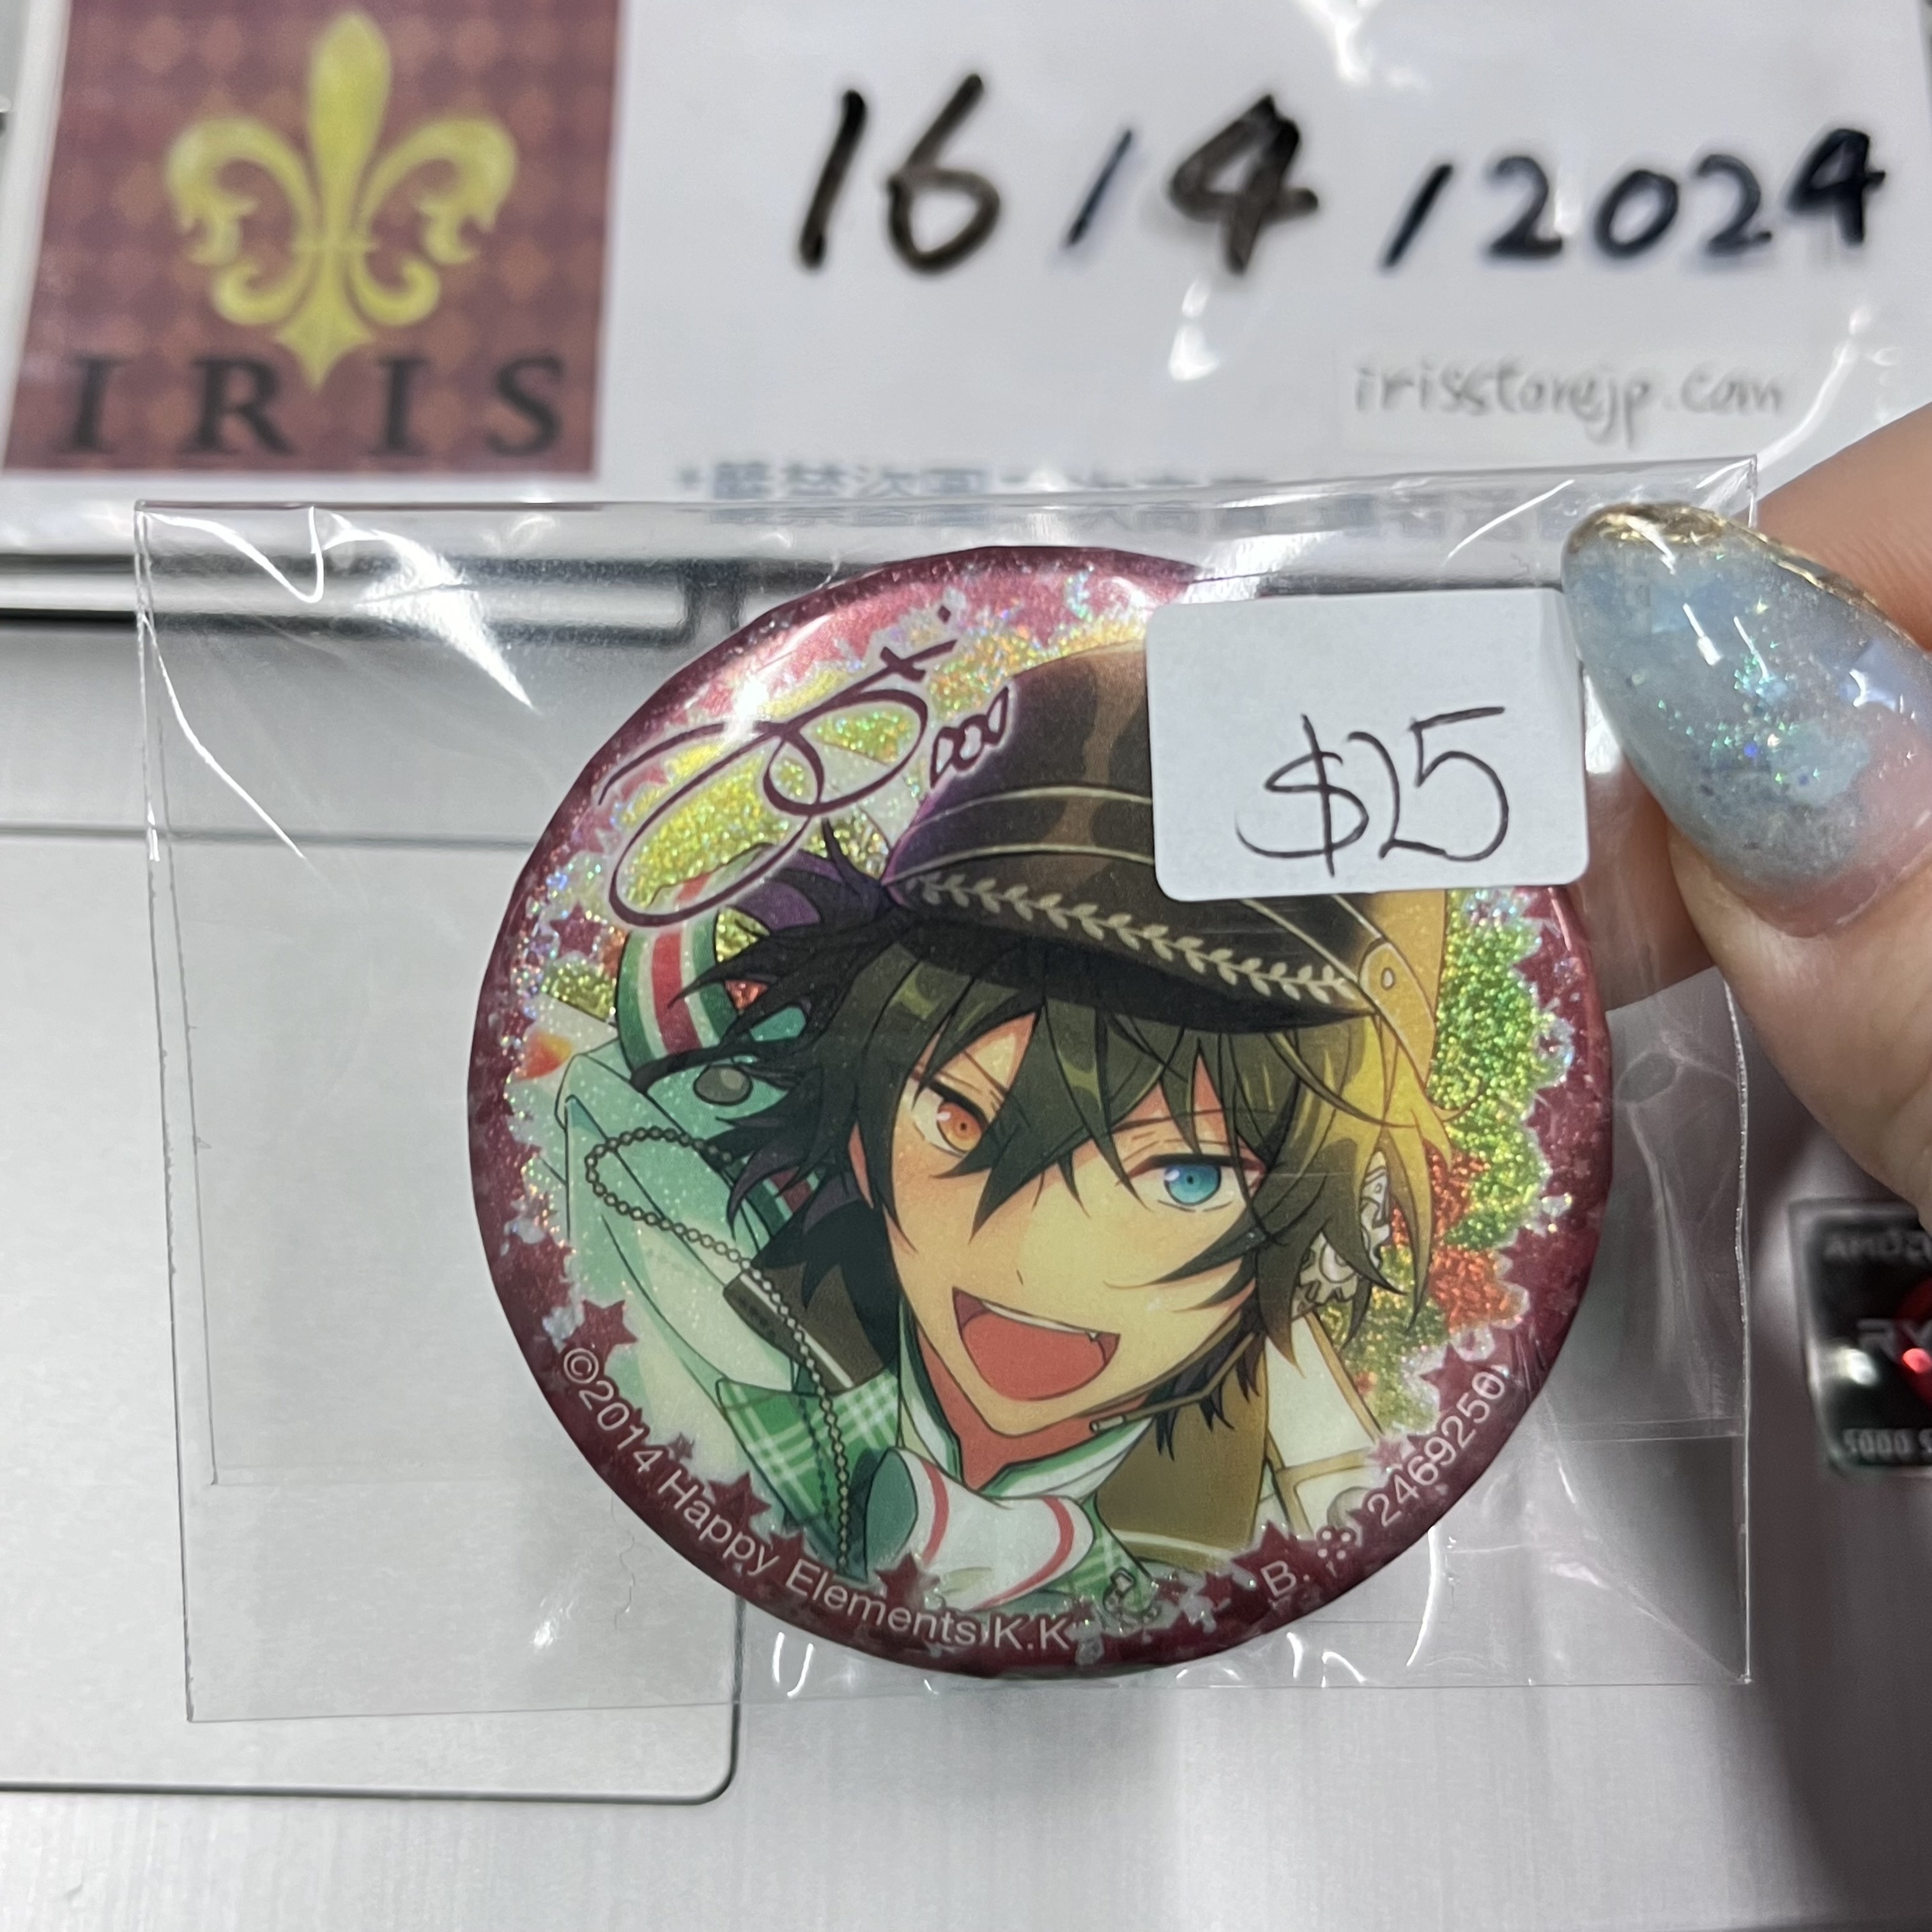 IRIS
16/4/2024
irisstorejp.com
$25
©2014 Happy Elements K.K
B. 2469250